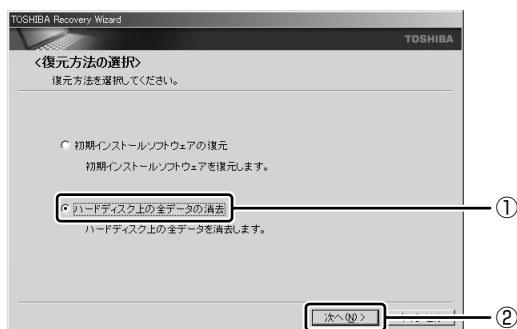 TOSHIBA Recovery Wizard
TOSHIBA
<復元方法の選択>
復元方法を選択してください。
初期インストールソフトウェアの復元
初期インストールソフトウェアを復元します。
ハードディスク上の全データの消去
ハードディスク上の全データを消去します。
①
次へ(N) >
②